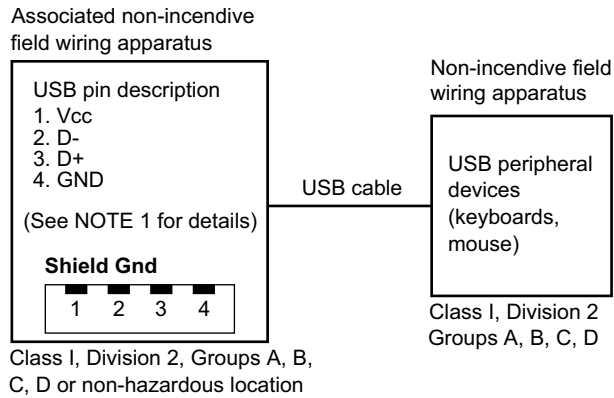 Associated non-incendive
field wiring apparatus
USB pin description
1. Vcc
2. D-
3. D+
4. GND
(See NOTE 1 for details)
Shield Gnd
1 2 3 4
Class I, Division 2, Groups A, B,
C, D or non-hazardous location
USB cable
Non-incendive field
wiring apparatus
USB peripheral
devices
(keyboards,
mouse)
Class I, Division 2
Groups A, B, C, D